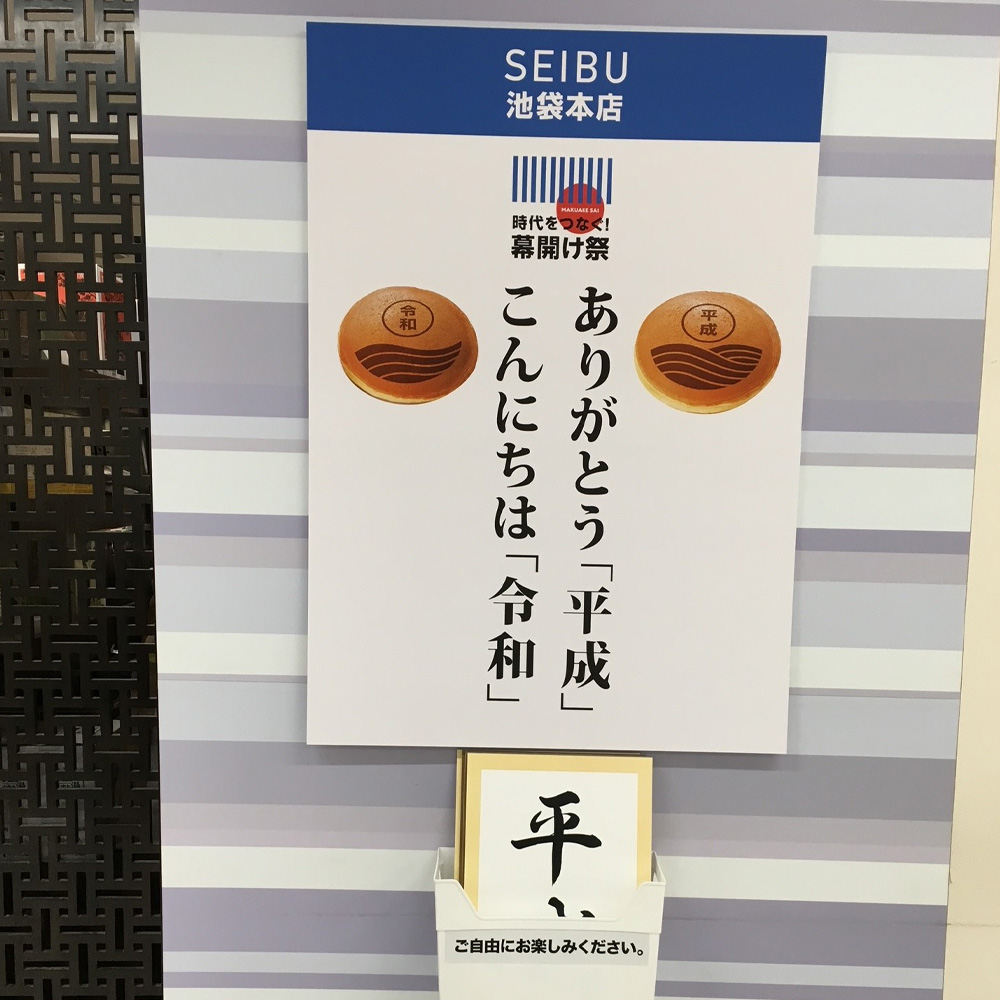 SEIBU
池袋本店
MAKUAKE SAI
時代をつなぐ!
幕開け祭
平成
令和
ありがとう「平成」
こんにちは「令和」
平
ご自由にお楽しみください。